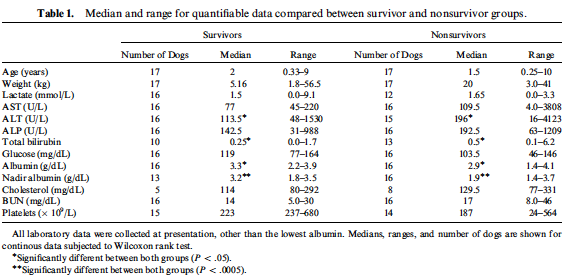 Table 1. Median and range for quantifiable data compared between survivor and nonsurvivor groups.
Survivors Nonsurvivors
Number of Dogs Median Range Number of Dogs Median Range
Age (years) 17 2 0.33–9 17 1.5 0.25–10
Weight (kg) 17 5.16 1.8–56.5 17 20 3.0–41
Lactate (mmol/L) 16 1.5 0.0–9.1 12 1.65 0.0–3.3
AST (U/L) 16 77 45–220 16 109.5 4.0–3808
ALT (U/L) 16 113.5* 48–1530 15 196* 16–4123
ALP (U/L) 16 142.5 31–988 16 192.5 63–1209
Total bilirubin 10 0.25* 0.0–1.7 13 0.5* 0.1–6.2
Glucose (mg/dL) 16 119 77–164 16 103.5 46–146
Albumin (g/dL) 16 3.3* 2.2–3.9 16 2.9* 1.4–4.1
Nadir albumin (g/dL) 13 3.2** 1.8–3.5 16 1.9** 1.4–3.7
Cholesterol (mg/dL) 5 114 80–292 8 129.5 77–331
BUN (mg/dL) 16 14 5.0–30 16 17 8.0–46
Platelets (× 10⁹/L) 15 223 237–680 14 187 24–564
All laboratory data were collected at presentation, other than the lowest albumin. Medians, ranges, and number of dogs are shown for
continous data subjected to Wilcoxon rank test.
*Significantly different between both groups (P < .05).
**Significantly different between both groups (P < .0005).